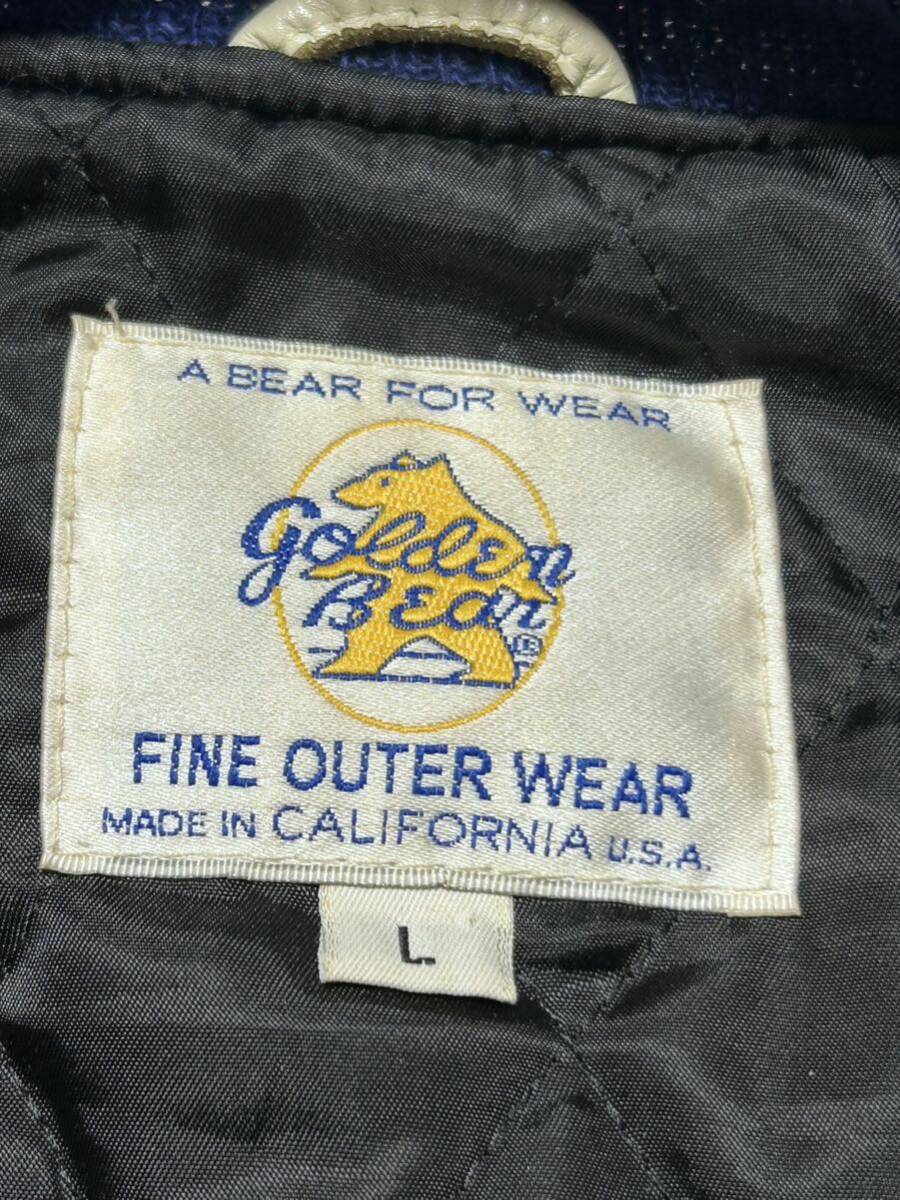 A BEAR FOR WEAR
Golden
Bear ®
FINE OUTER WEAR
MADE IN CALIFORNIA U.S.A.
L